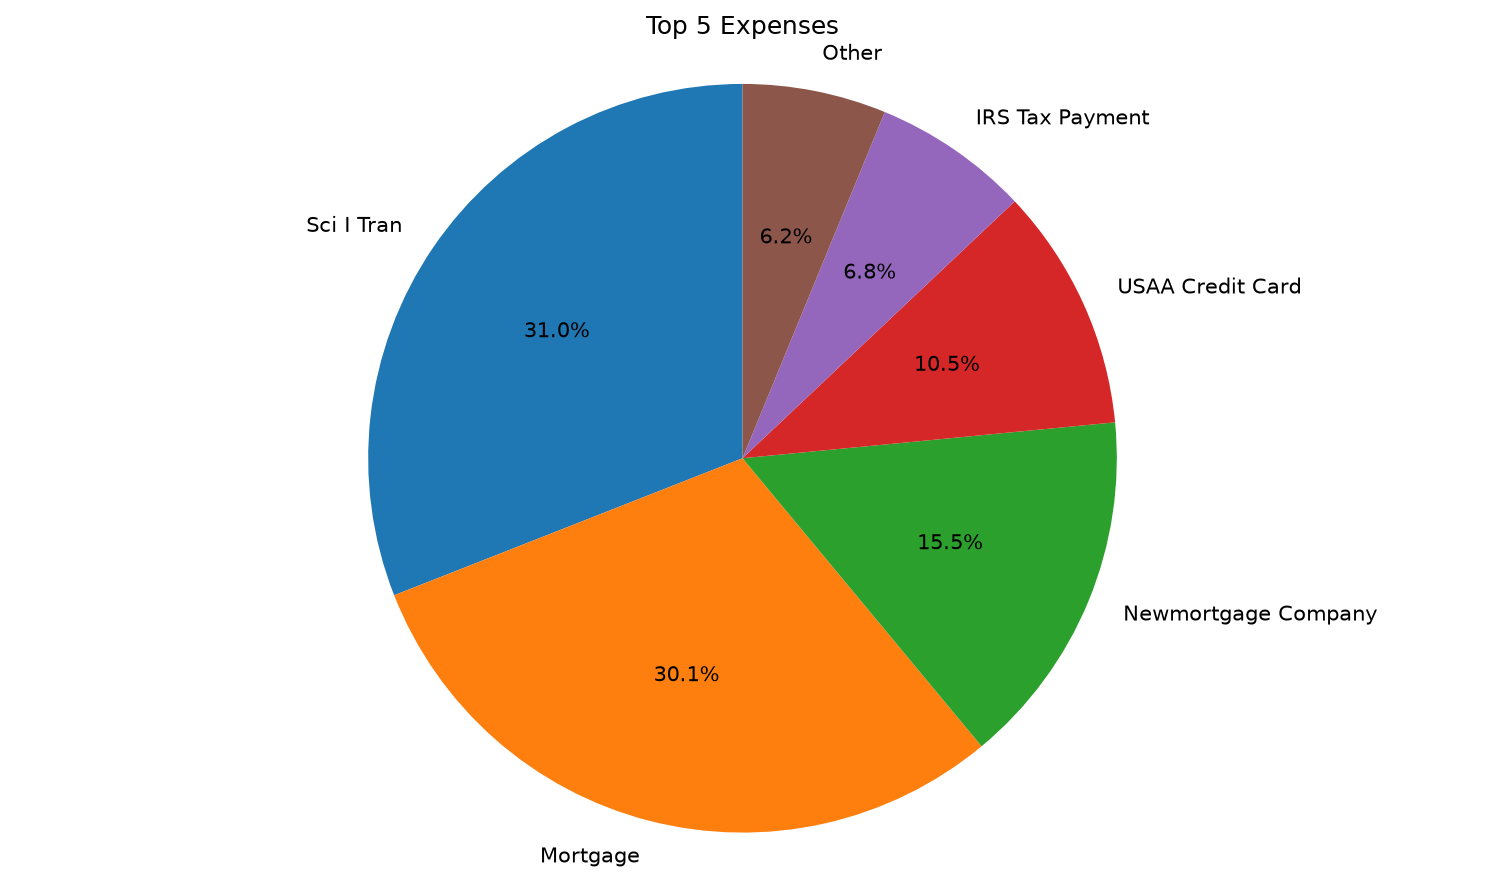 Top 5 Expenses
Other
IRS Tax Payment
Sci I Tran
6.2%
6.8%
USAA Credit Card
31.0%
10.5%
15.5%
Newmortgage Company
30.1%
Mortgage